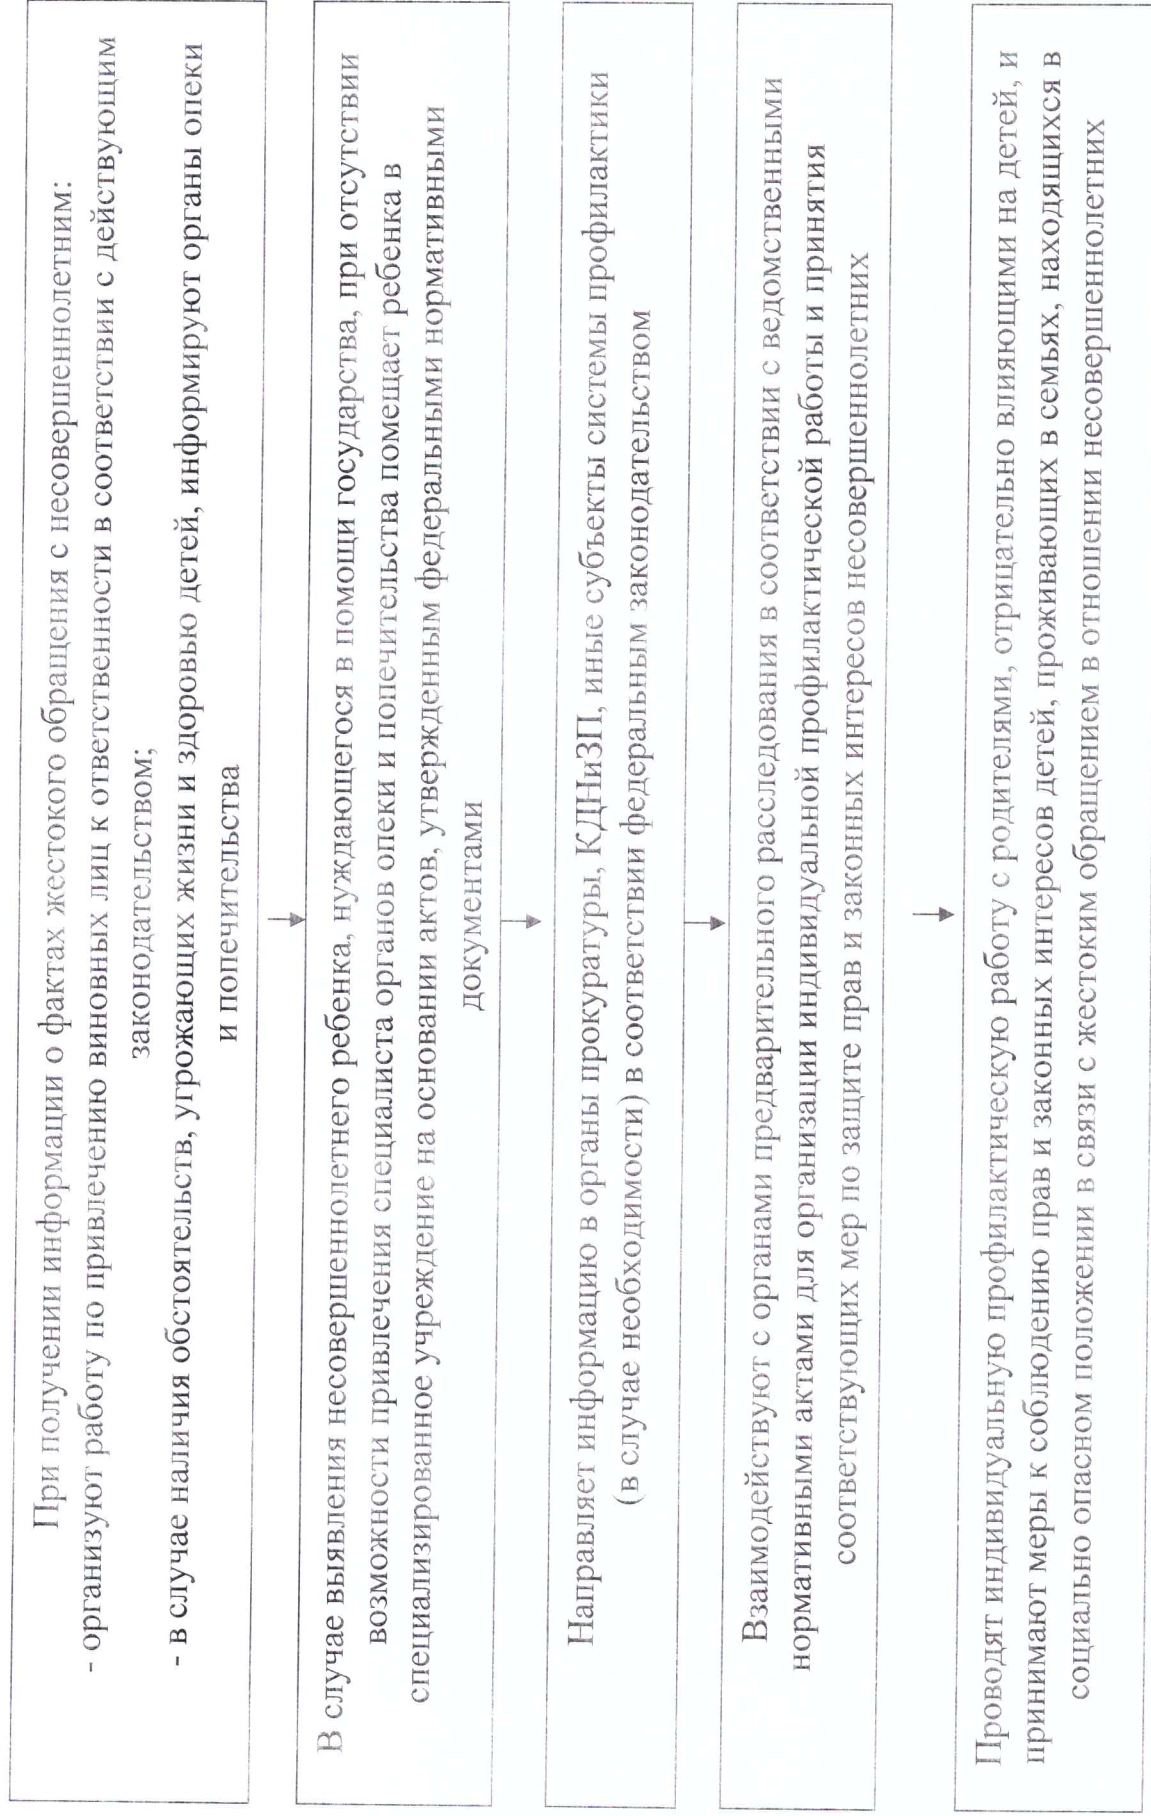 При получении информации о фактах жестокого обращения с несовершеннолетним:
- организуют работу по привлечению виновных лиц к ответственности в соответствии с действующим
законодательством;
- в случае наличия обстоятельств, угрожающих жизни и здоровью детей, информируют органы опеки
и попечительства
В случае выявления несовершеннолетнего ребенка, нуждающегося в помощи государства, при отсутствии
возможности привлечения специалиста органов опеки и попечительства помещает ребенка в
специализированное учреждение на основании актов, утвержденным федеральными нормативными
документами
Направляет информацию в органы прокуратуры, КДНиЗП, иные субъекты системы профилактики
(в случае необходимости) в соответствии федеральным законодательством
Взаимодействуют с органами предварительного расследования в соответствии с ведомственными
нормативными актами для организации индивидуальной профилактической работы и принятия
соответствующих мер по защите прав и законных интересов несовершеннолетних
Проводят индивидуальную профилактическую работу с родителями, отрицательно влияющими на детей, и
принимают меры к соблюдению прав и законных интересов детей, проживающих в семьях, находящихся в
социально опасном положении в связи с жестоким обращением в отношении несовершеннолетних